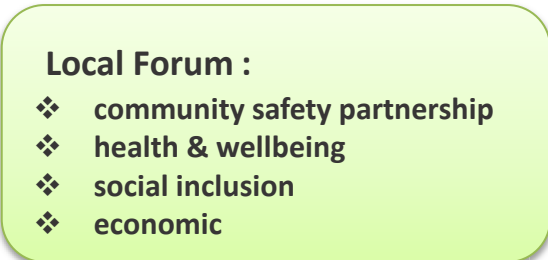 Local Forum :
❖ community safety partnership
❖ health & wellbeing
❖ social inclusion
❖ economic